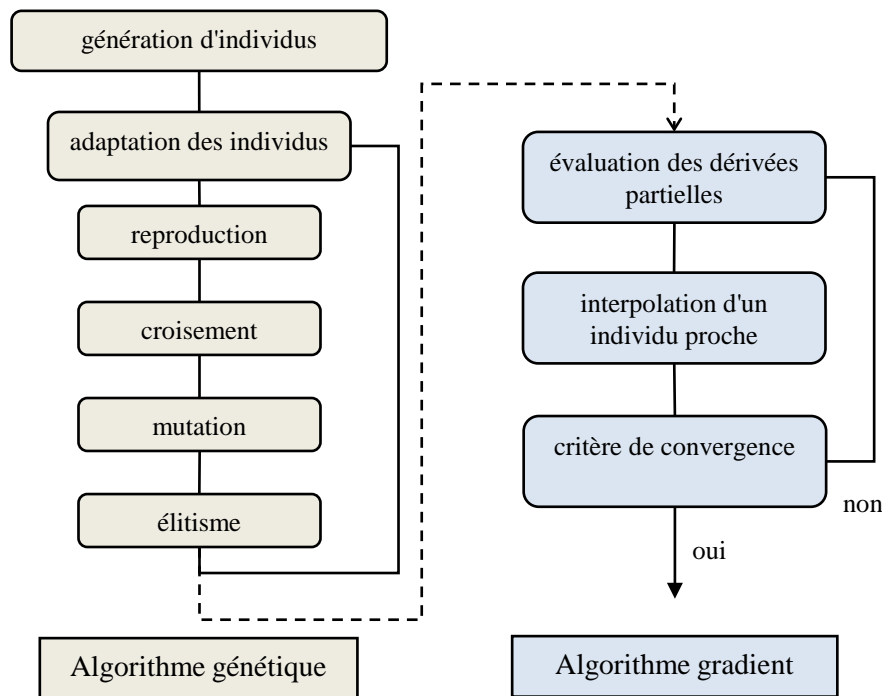 génération d'individus
adaptation des individus
reproduction
croisement
mutation
élitisme
Algorithme génétique
évaluation des dérivées
partielles
interpolation d'un
individu proche
critère de convergence
non
oui
Algorithme gradient